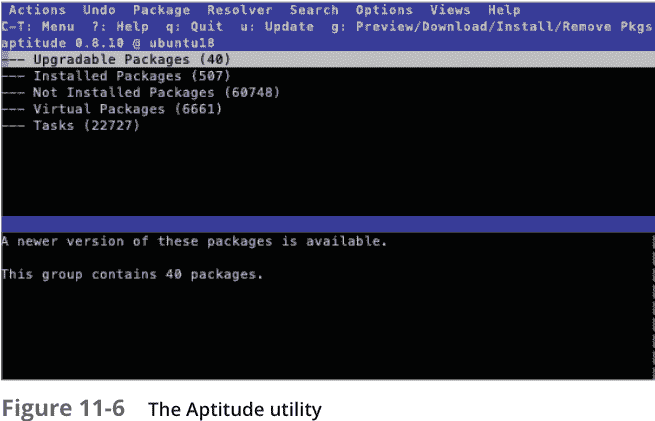 Actions Undo Package Resolver Search Options Views Help
C-T: Menu ?: Help q: Quit u: Update g: Preview/Download/Install/Remove Pkgs
aptitude 0.8.10 @ ubuntu18
--- Upgradable Packages (40)
--- Installed Packages (507)
--- Not Installed Packages (60748)
--- Virtual Packages (6661)
--- Tasks (22727)
A newer version of these packages is available.
This group contains 40 packages.
Figure 11-6 The Aptitude utility